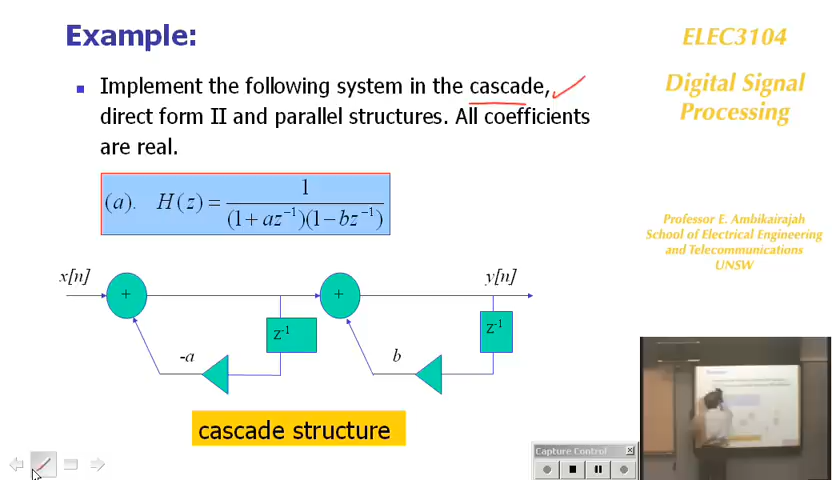 Example:
ELEC3104
Digital Signal
Processing
Implement the following system in the cascade,
direct form II and parallel structures. All coefficients
are real.
(a). H(z) = 1 / (1 + az⁻¹)(1 − bz⁻¹)
Professor E. Ambikairajah
School of Electrical Engineering
and Telecommunications
UNSW
x[n]
y[n]
+
+
z⁻¹
z⁻¹
-a
b
cascade structure
Capture Control